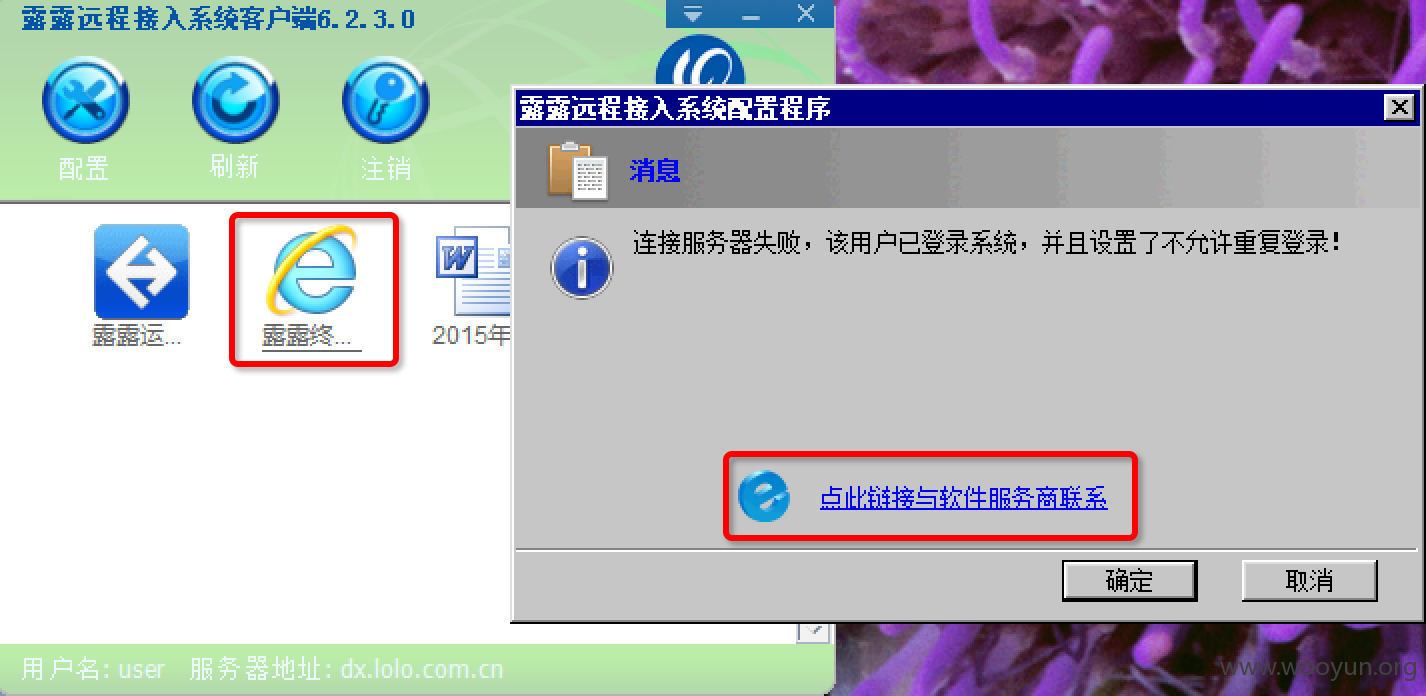 露露远程接入系统客户端6.2.3.0
配置
刷新
注销
露露运...
露露终...
2015年
露露远程接入系统配置程序
消息
连接服务器失败，该用户已登录系统，并且设置了不允许重复登录！
点此链接与软件服务商联系
确定
取消
用户名: user 服务器地址: dx.lolo.com.cn
www.wooyun.org